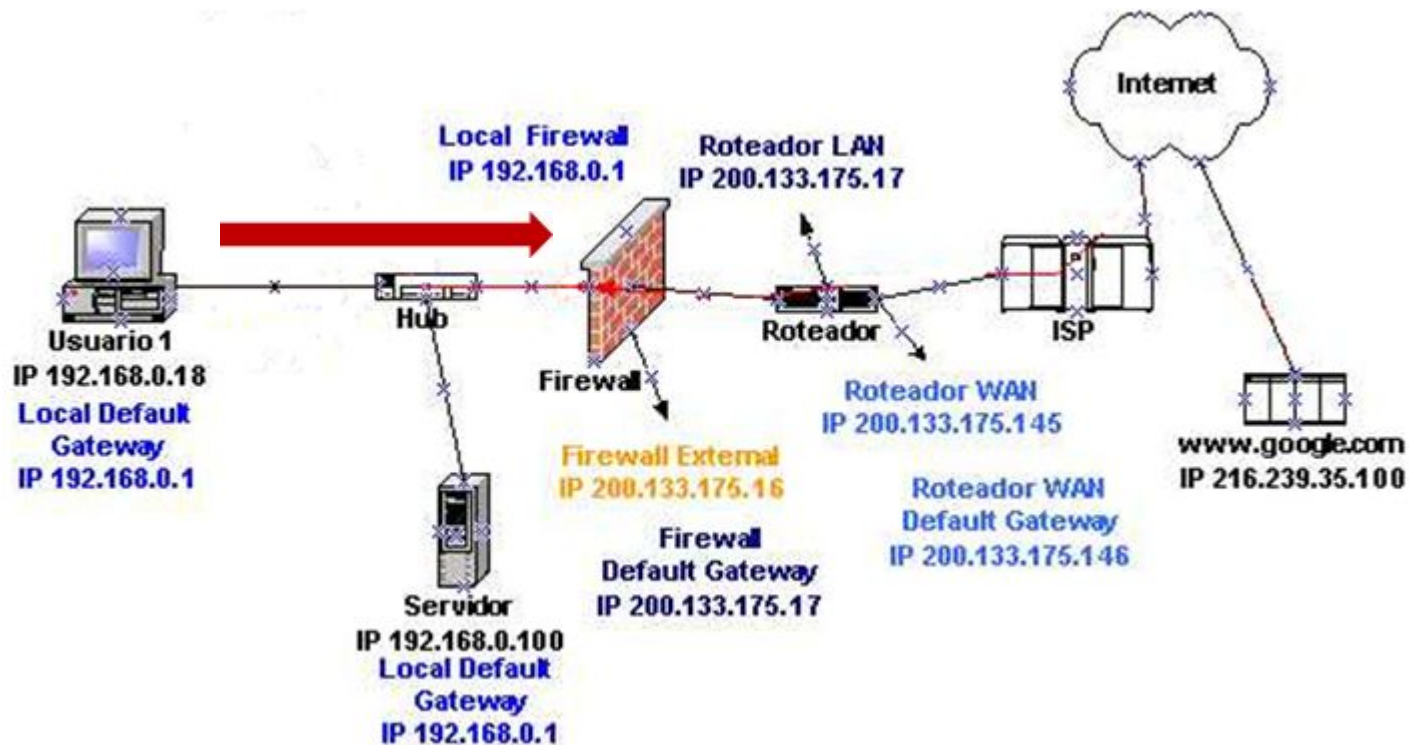 Internet
Local Firewall
IP 192.168.0.1
Roteador LAN
IP 200.133.175.17
Usuario 1
IP 192.168.0.18
Local Default
Gateway
IP 192.168.0.1
Hub
Firewall
Roteador
ISP
Firewall External
IP 200.133.175.16
Firewall
Default Gateway
IP 200.133.175.17
Roteador WAN
IP 200.133.175.145
Roteador WAN
Default Gateway
IP 200.133.175.146
www.google.com
IP 216.239.35.100
Servidor
IP 192.168.0.100
Local Default
Gateway
IP 192.168.0.1